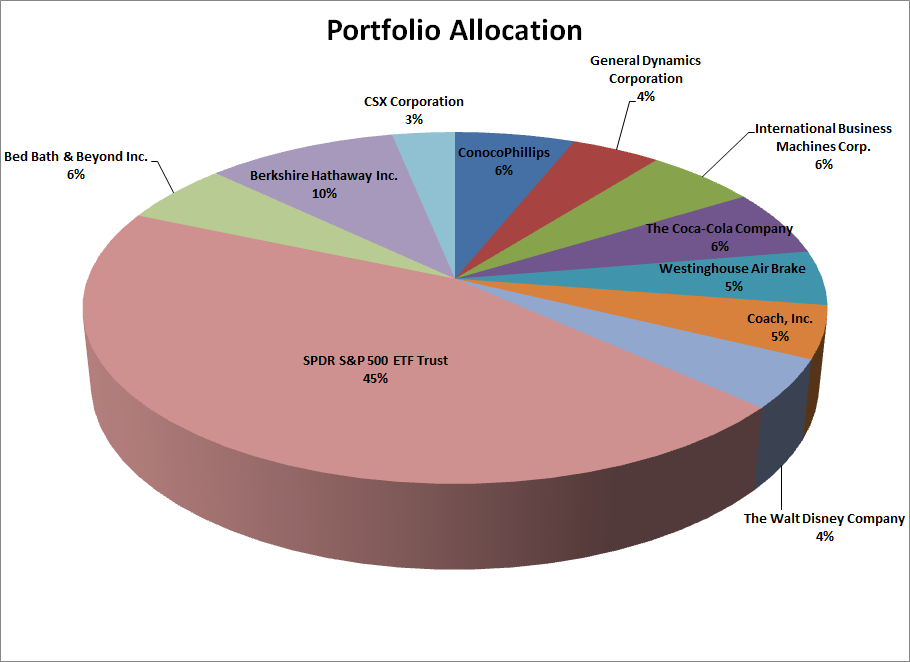 Portfolio Allocation
General Dynamics
Corporation
4%
CSX Corporation
3%
International Business
Machines Corp.
6%
ConocoPhillips
6%
Bed Bath & Beyond Inc.
6%
Berkshire Hathaway Inc.
10%
The Coca-Cola Company
6%
Westinghouse Air Brake
5%
Coach, Inc.
5%
SPDR S&P 500 ETF Trust
45%
The Walt Disney Company
4%